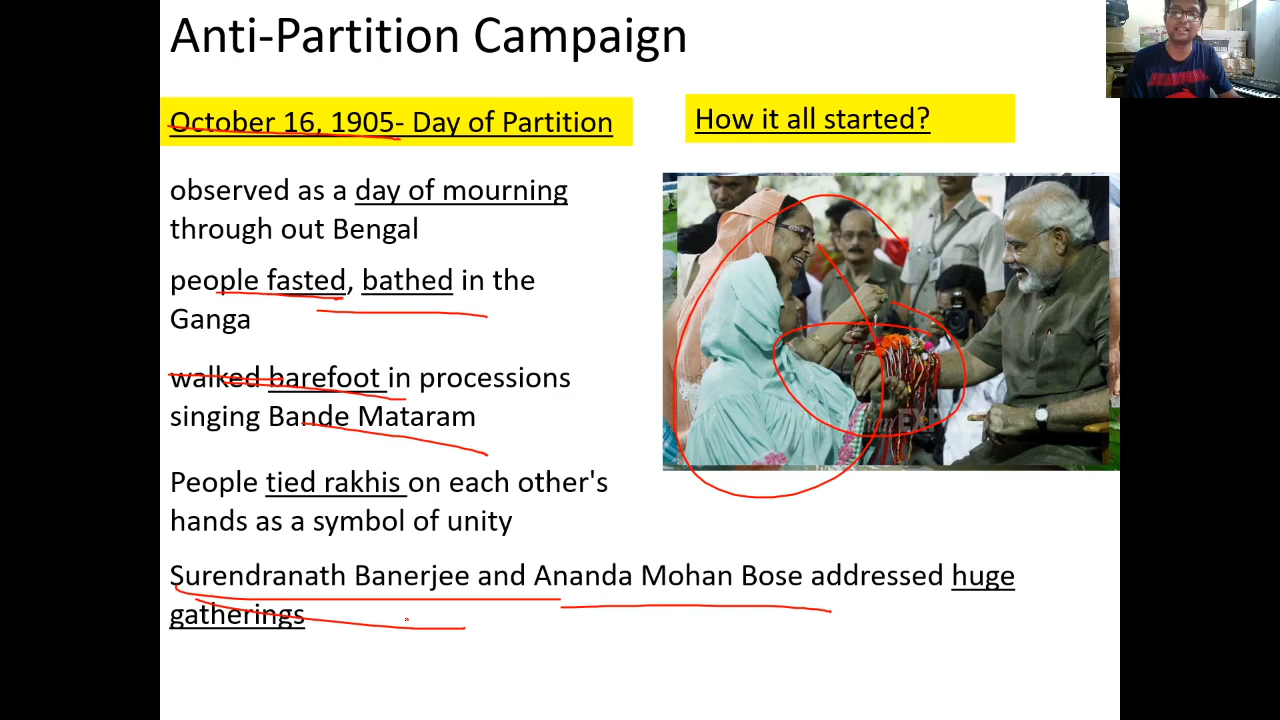 Anti-Partition Campaign
October 16, 1905- Day of Partition
How it all started?
observed as a day of mourning
through out Bengal
people fasted, bathed in the
Ganga
walked barefoot in processions
singing Bande Mataram
People tied rakhis on each other's
hands as a symbol of unity
Surendranath Banerjee and Ananda Mohan Bose addressed huge
gatherings